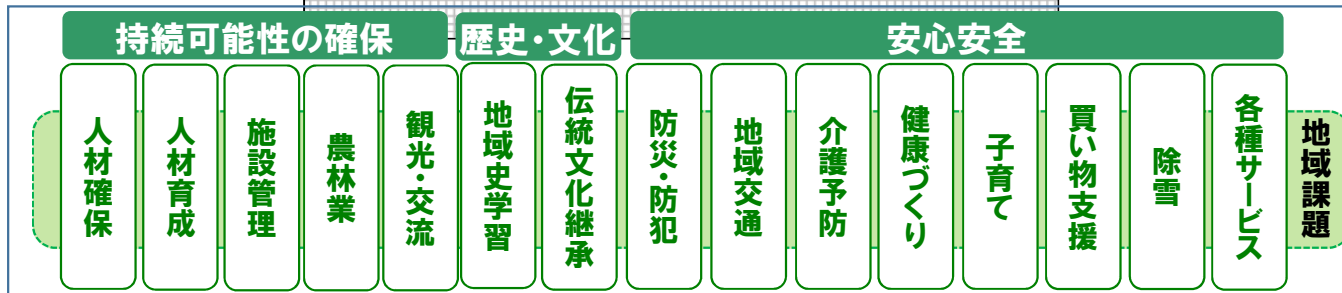 持続可能性の確保
歴史・文化
安心安全
人材確保
人材育成
施設管理
農林業
観光・交流
地域史学習
伝統文化継承
防災・防犯
地域交通
介護予防
健康づくり
子育て
買い物支援
除雪
各種サービス
地域課題